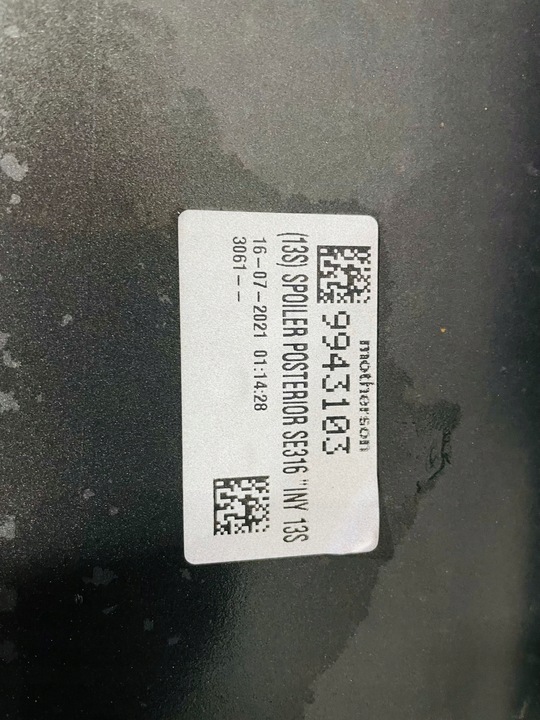 motherson
9943103
(13S) SPOILER POSTERIOR SE316 "INY 13S
16-07-2021 01:14:28
3061--